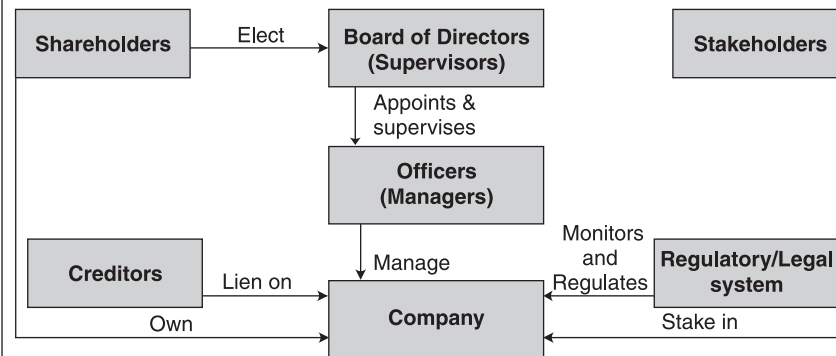 Shareholders
Elect
Board of Directors
(Supervisors)
Stakeholders
Appoints &
supervises
Officers
(Managers)
Creditors
Lien on
Manage
Monitors
and
Regulates
Regulatory/Legal
system
Own
Company
Stake in